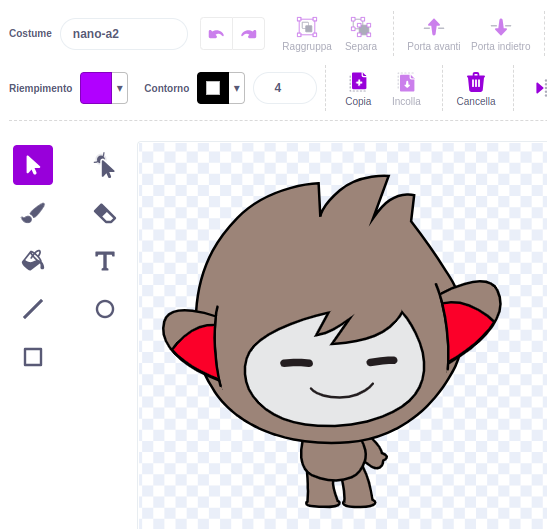 Costume nano-a2
Raggruppa Separa Porta avanti Porta indietro
Riempimento Contorno 4
Copia Incolla Cancella
T